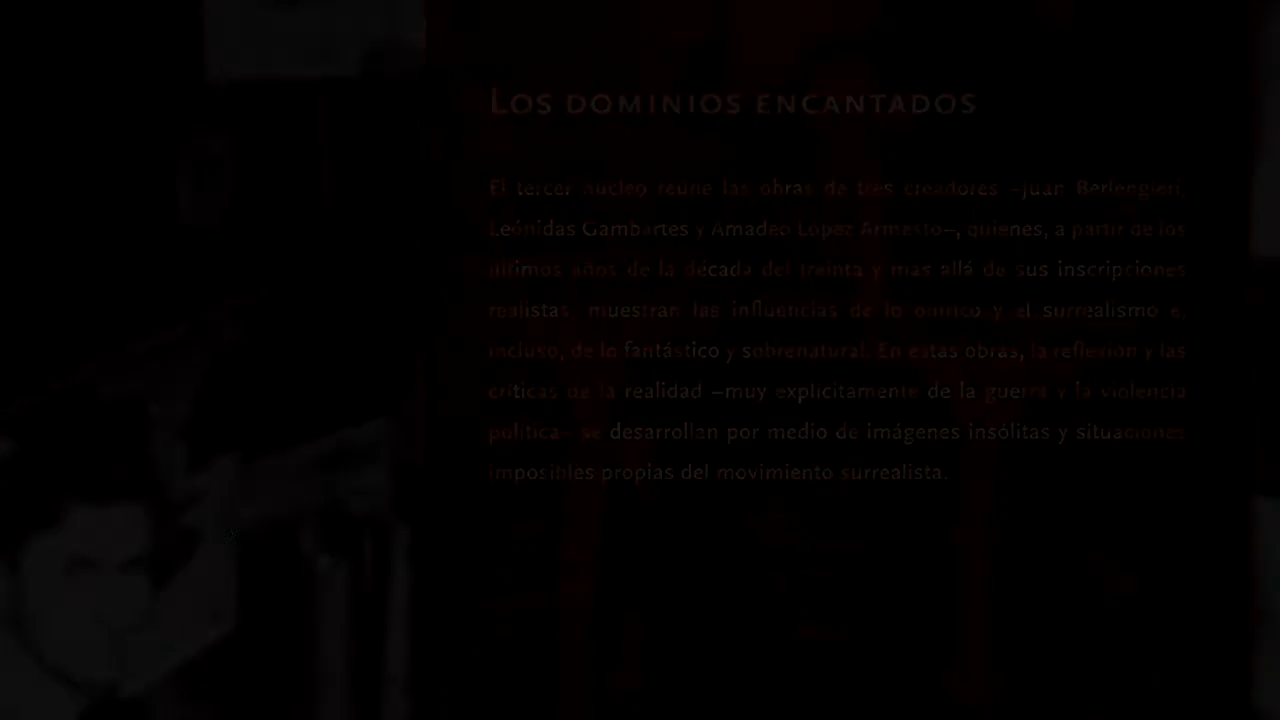 Los dominios encantados
El tercer núcleo reúne las obras de tres creadores –Juan Berlengieri,
Leónidas Gambartes y Amadeo López Armesto–, quienes, a partir de los
últimos años de la década del treinta y mas allá de sus inscripciones
realistas, muestran las influencias de lo onírico y el surrealismo e,
incluso, de lo fantástico y sobrenatural. En estas obras, la reflexión y las
críticas de la realidad –muy explícitamente de la guerra y la violencia
política– se desarrollan por medio de imágenes insólitas y situaciones
imposibles propias del movimiento surrealista.